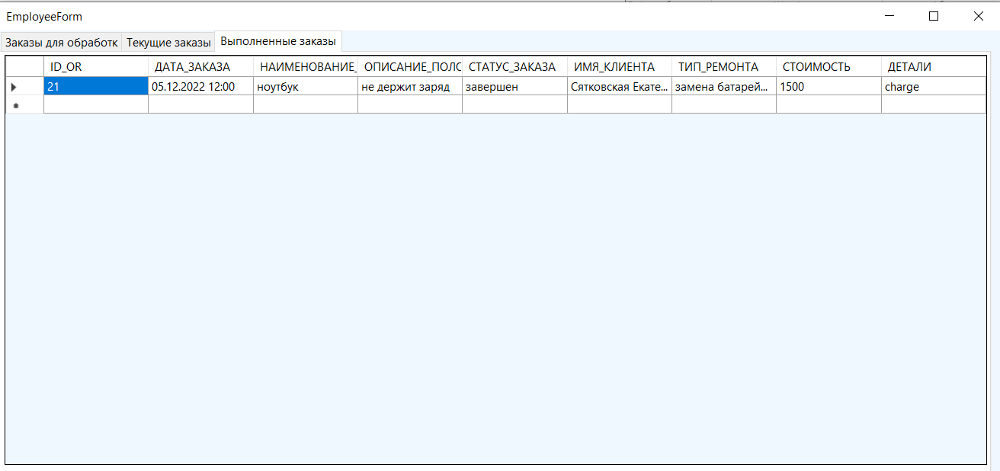 EmployeeForm
Заказы для обработк Текущие заказы Выполненные заказы
ID_OR ДАТА_ЗАКАЗА НАИМЕНОВАНИЕ_ ОПИСАНИЕ_ПОЛО СТАТУС_ЗАКАЗА ИМЯ_КЛИЕНТА ТИП_РЕМОНТА СТОИМОСТЬ ДЕТАЛИ
21 05.12.2022 12:00 ноутбук не держит заряд завершен Сятковская Екате... замена батарей... 1500 charge